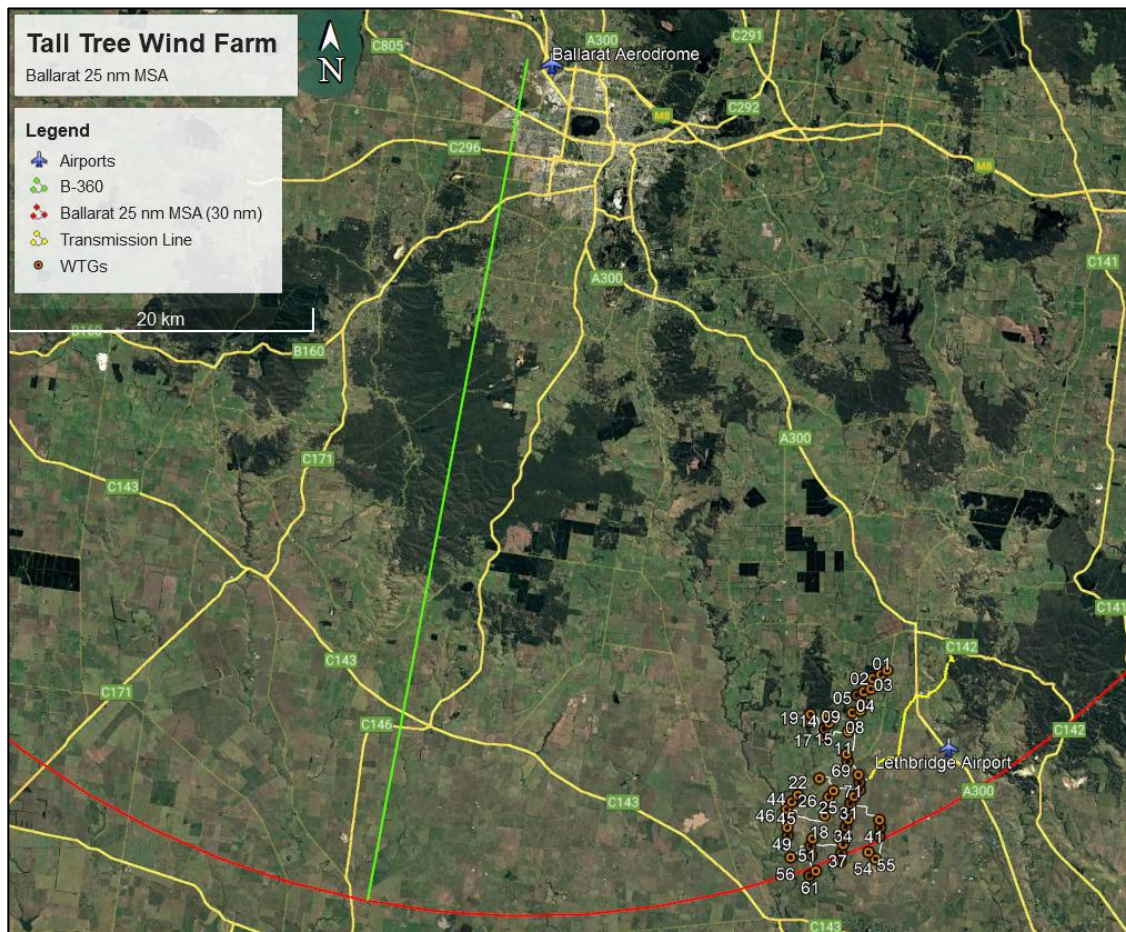 Tall Tree Wind Farm
Ballarat 25 nm MSA
N
Legend
Airports
B-360
Ballarat 25 nm MSA (30 nm)
Transmission Line
WTGs
20 km
C805
A300
C291
Ballarat Aerodrome
C292
M8
C296
M8
C141
A300
B160
B160
A300
C171
C143
C141
C142
C143
C171
C146
C142
01
02
03
05
04
19
14
09
17
15
08
11
Lethbridge Airport
69
A300
22
71
44
26
C143
46
25
45
31
49
18
34
41
51
37
56
54
55
61
C143